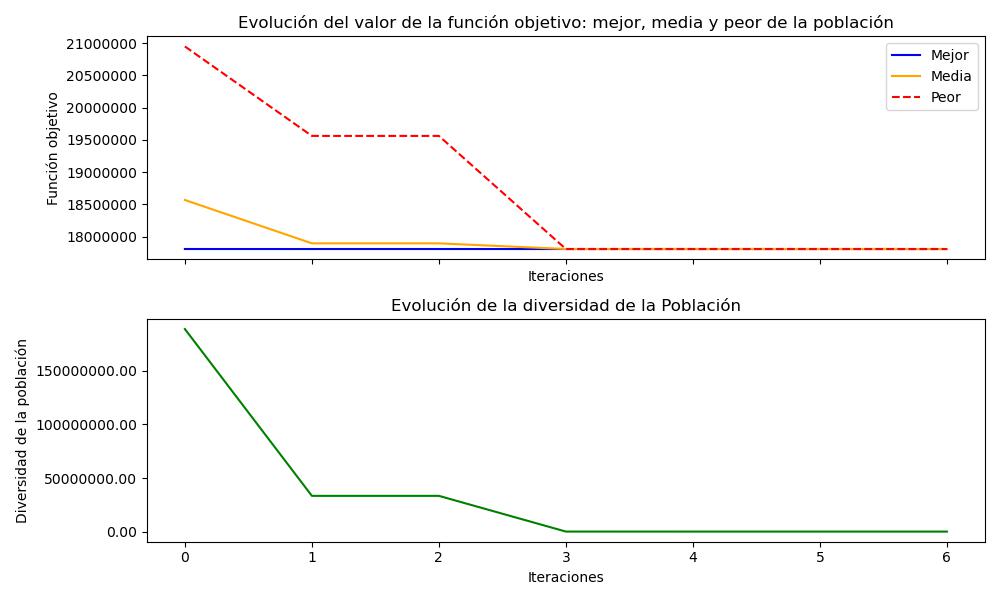 Evolución del valor de la función objetivo: mejor, media y peor de la población
21000000
20500000
20000000
19500000
19000000
18500000
18000000
Función objetivo
Mejor
Media
Peor
Iteraciones
Evolución de la diversidad de la Población
150000000.00
100000000.00
50000000.00
0.00
Diversidad de la población
0 1 2 3 4 5 6
Iteraciones